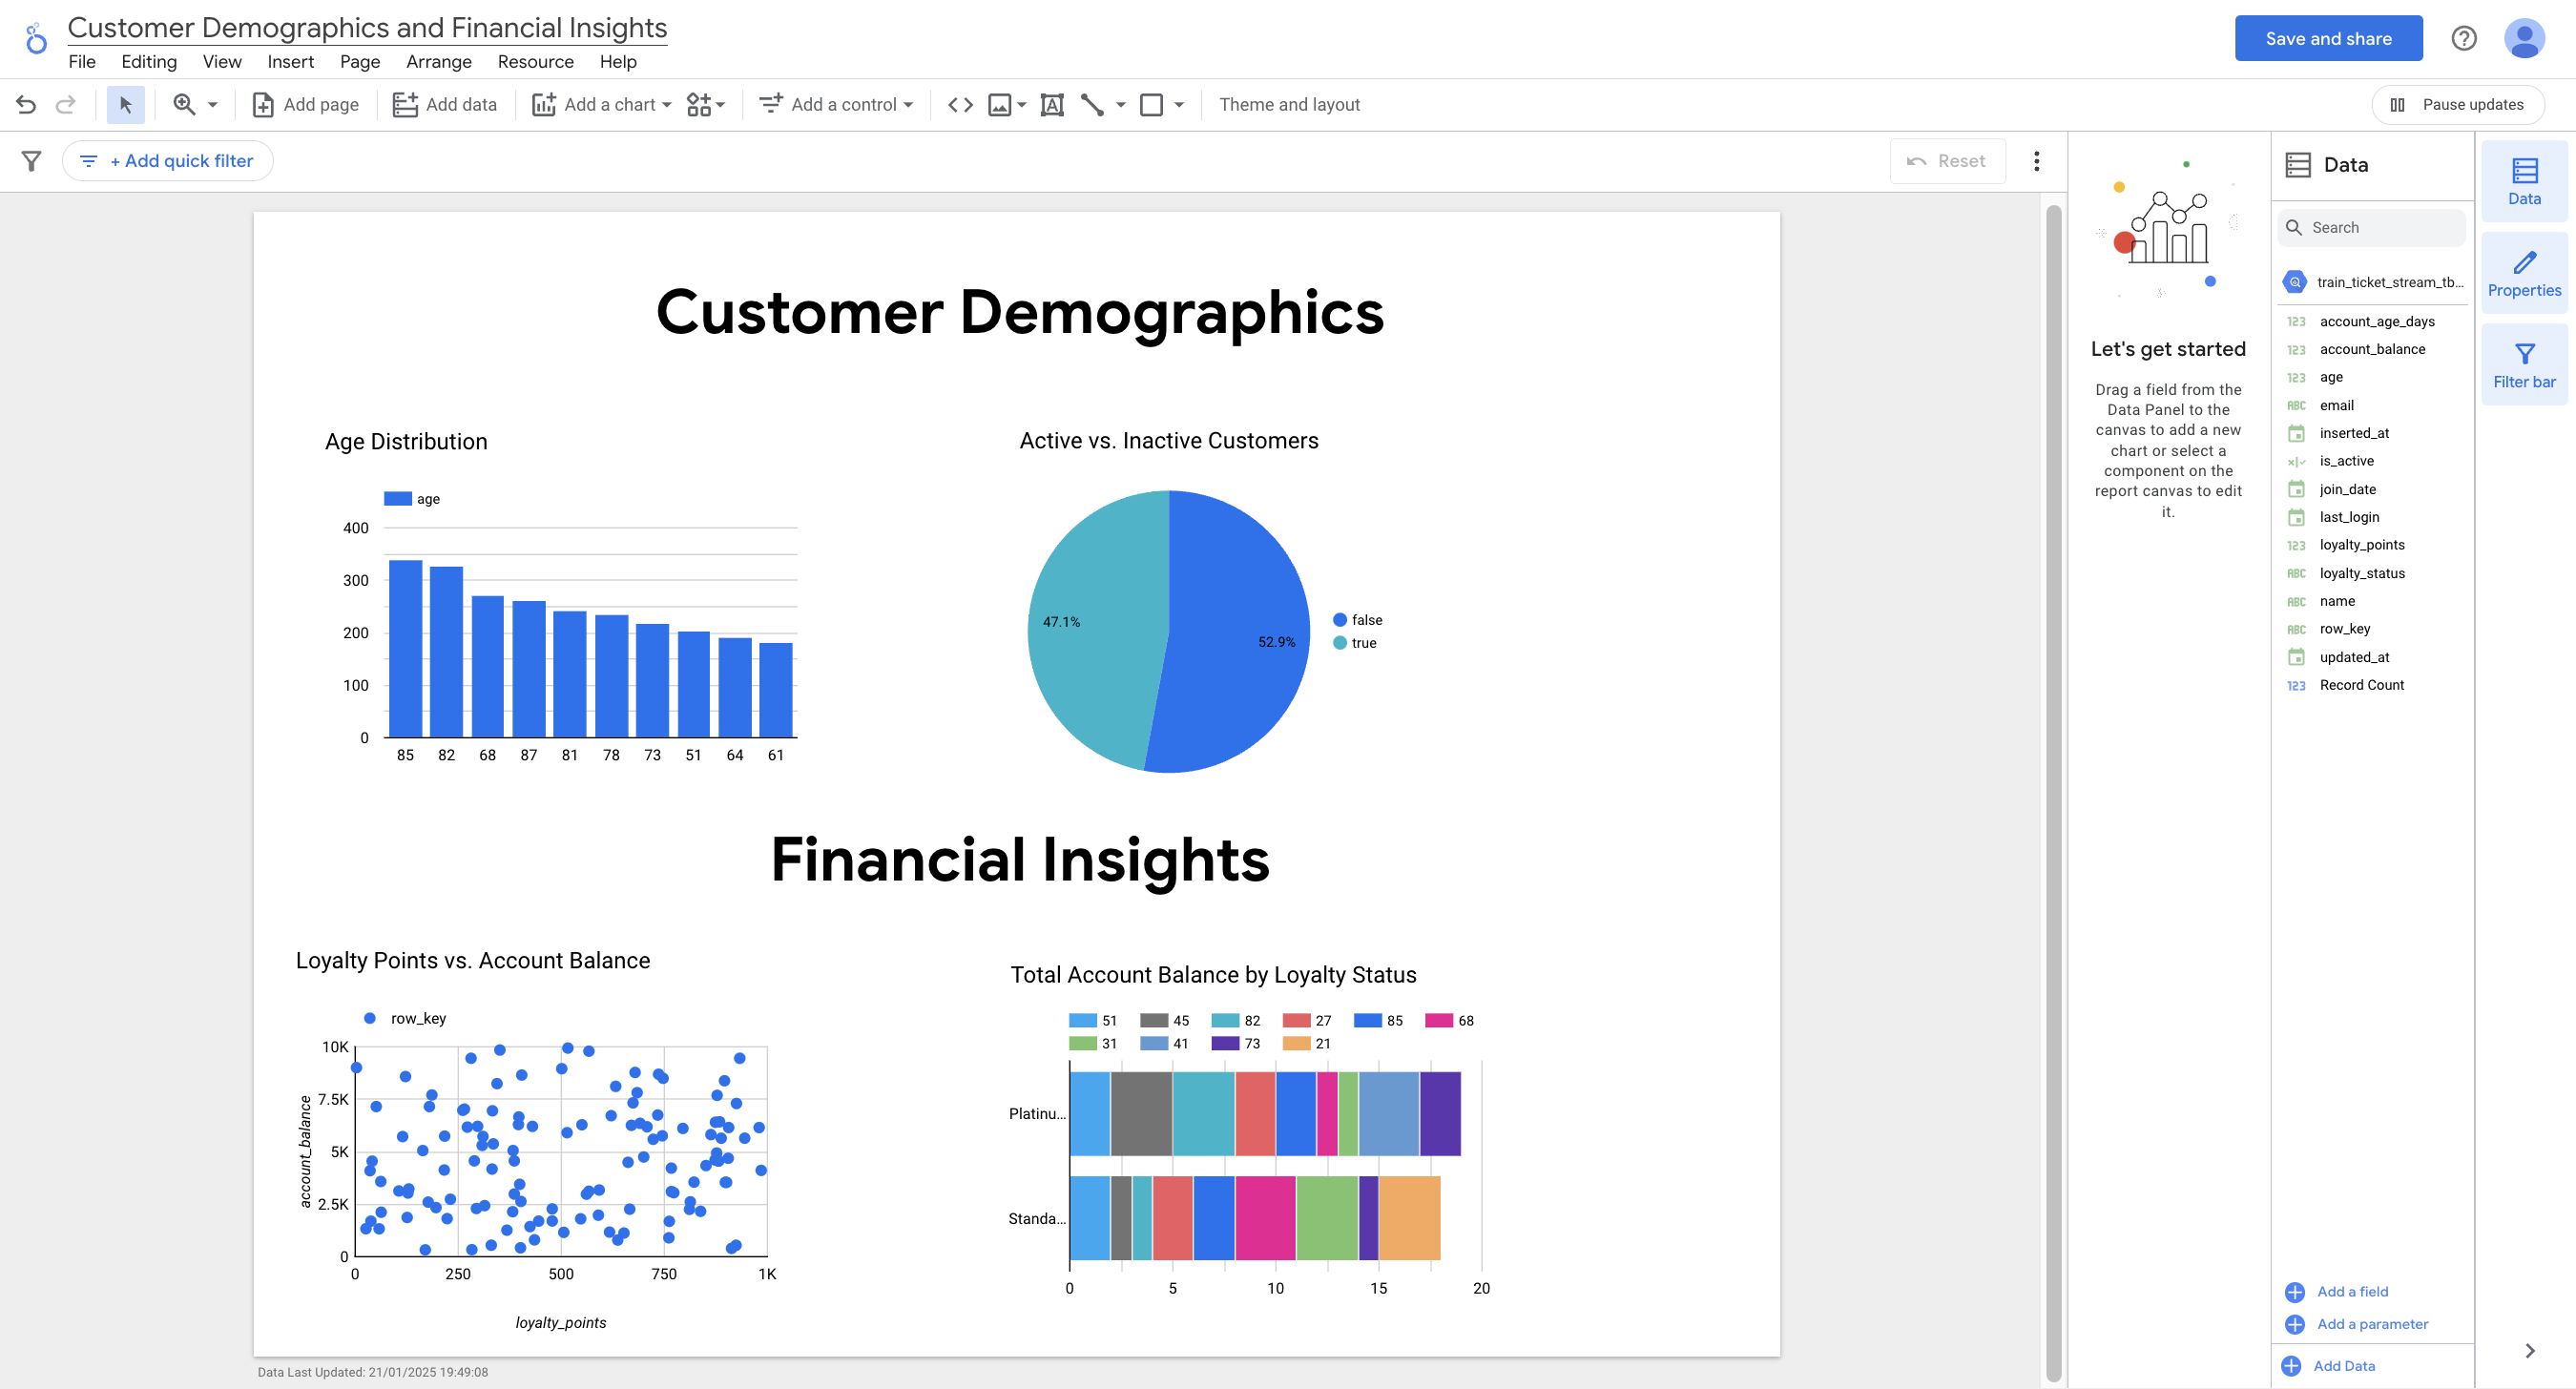 Customer Demographics and Financial Insights
File Editing View Insert Page Arrange Resource Help
Save and share
Add page Add data Add a chart Add a control Theme and layout Pause updates
+ Add quick filter Reset
Customer Demographics
Age Distribution
age
400
300
200
100
0
85 82 68 87 81 78 73 51 64 61
Active vs. Inactive Customers
47.1%
52.9%
false
true
Financial Insights
Loyalty Points vs. Account Balance
row_key
account_balance
10K
7.5K
5K
2.5K
0
0 250 500 750 1K
loyalty_points
Total Account Balance by Loyalty Status
51 45 82 27 85 68
31 41 73 21
Platinu...
Standa...
0 5 10 15 20
Data Last Updated: 21/01/2025 19:49:08
Let's get started
Drag a field from the
Data Panel to the
canvas to add a new
chart or select a
component on the
report canvas to edit
it.
Data
Search
train_ticket_stream_tb...
123 account_age_days
123 account_balance
123 age
ABC email
inserted_at
is_active
join_date
last_login
123 loyalty_points
ABC loyalty_status
ABC name
ABC row_key
updated_at
123 Record Count
Add a field
Add a parameter
Add Data
Data
Properties
Filter bar